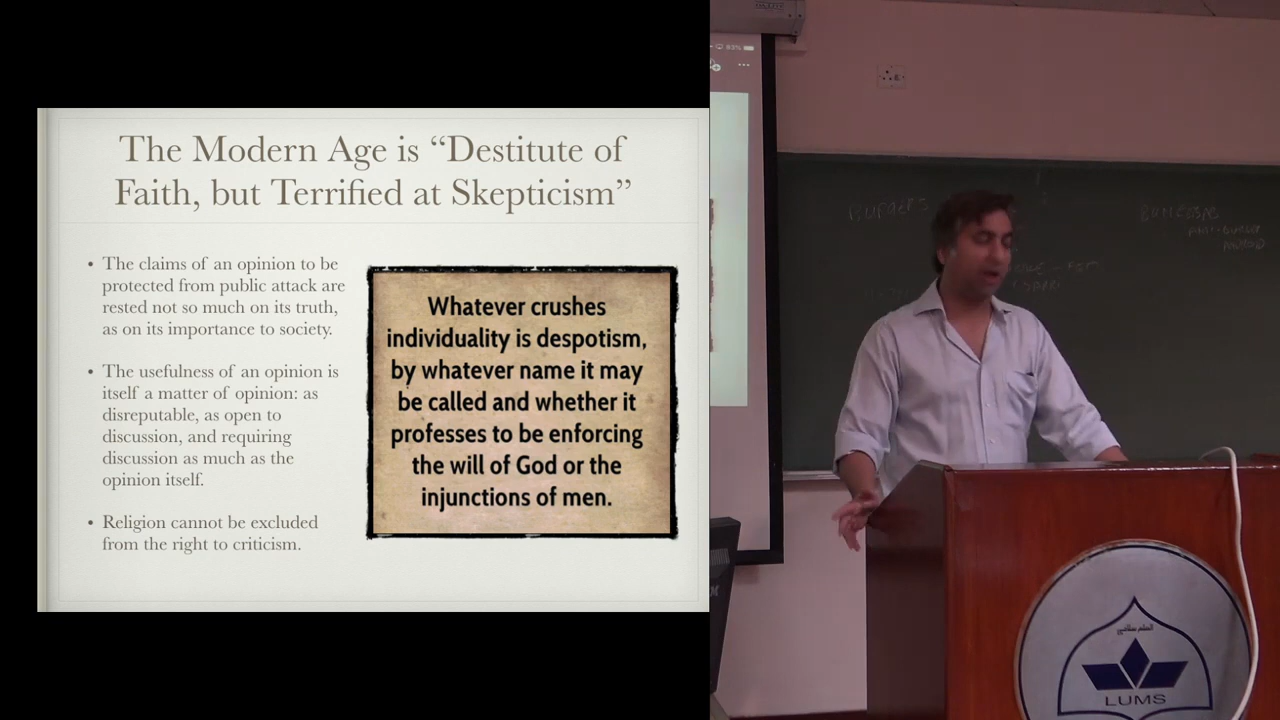 The Modern Age is “Destitute of
Faith, but Terrified at Skepticism”
• The claims of an opinion to be
protected from public attack are
rested not so much on its truth,
as on its importance to society.
• The usefulness of an opinion is
itself a matter of opinion: as
disreputable, as open to
discussion, and requiring
discussion as much as the
opinion itself.
• Religion cannot be excluded
from the right to criticism.
Whatever crushes
individuality is despotism,
by whatever name it may
be called and whether it
professes to be enforcing
the will of God or the
injunctions of men.
83%
Burgers
LUMS